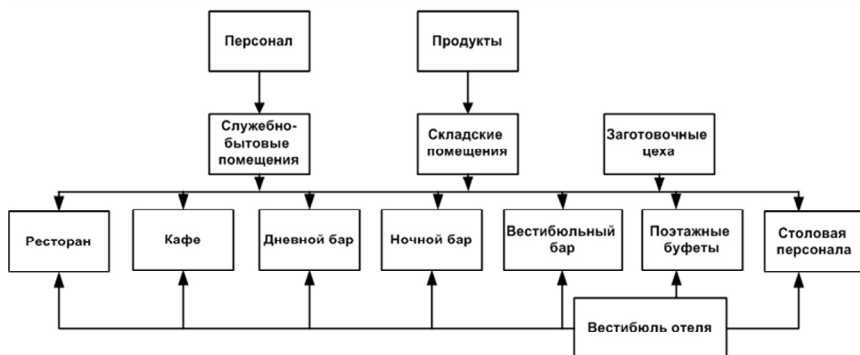 Персонал
Продукты
Служебно-
бытовые
помещения
Складские
помещения
Заготовочные
цеха
Ресторан
Кафе
Дневной бар
Ночной бар
Вестибюльный
бар
Поэтажные
буфеты
Столовая
персонала
Вестибюль отеля